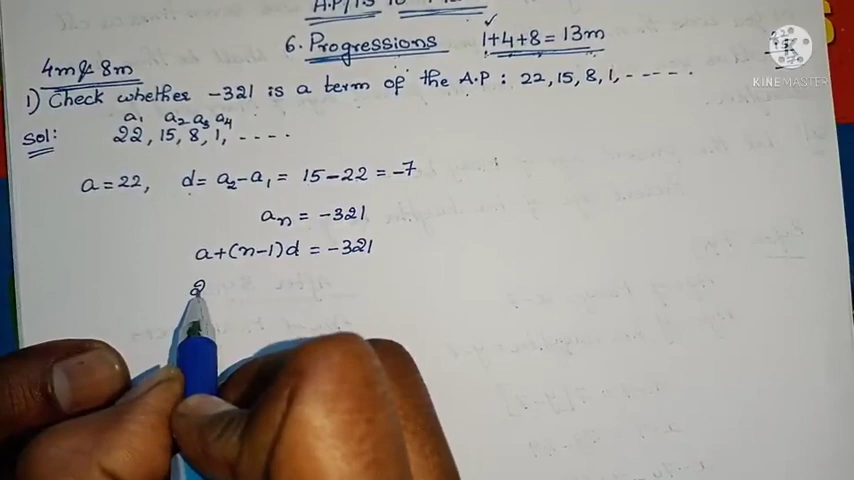 6. Progressions 1+4+8 = 13m
4m & 8m
1) Check whether -321 is a term of the A.P : 22, 15, 8, 1, -----.
Sol: a₁ a₂ a₃ a₄
22, 15, 8, 1, ----.
a = 22, d = a₂ - a₁ = 15 - 22 = -7
aₙ = -321
a + (n-1)d = -321
2
K
KINEMASTER